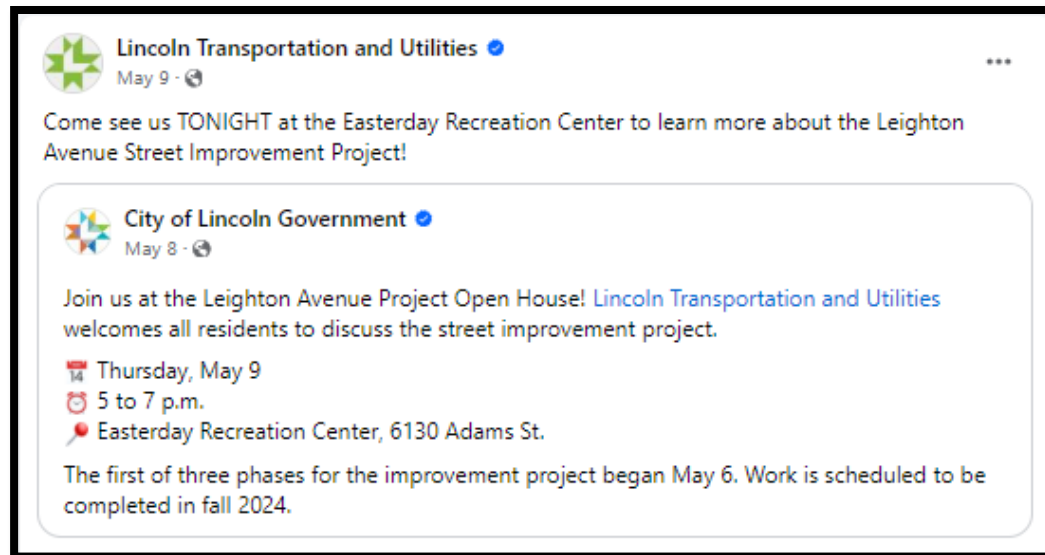 Lincoln Transportation and Utilities
May 9 ·
Come see us TONIGHT at the Easterday Recreation Center to learn more about the Leighton
Avenue Street Improvement Project!
City of Lincoln Government
May 8 ·
Join us at the Leighton Avenue Project Open House! Lincoln Transportation and Utilities
welcomes all residents to discuss the street improvement project.
📅 Thursday, May 9
⏰ 5 to 7 p.m.
📍 Easterday Recreation Center, 6130 Adams St.
The first of three phases for the improvement project began May 6. Work is scheduled to be
completed in fall 2024.